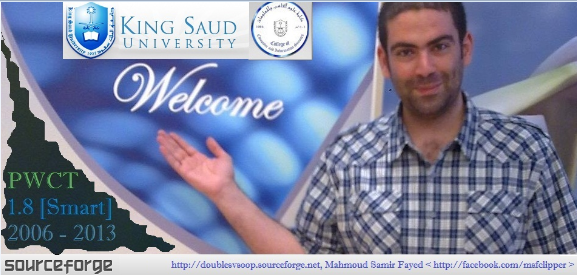 KING SAUD
UNIVERSITY
Welcome
PWCT
1.8 [Smart]
2006 - 2013
sourceforge
http://doublesvsoop.sourceforge.net, Mahmoud Samir Fayed < http://facebook.com/msfclipper >